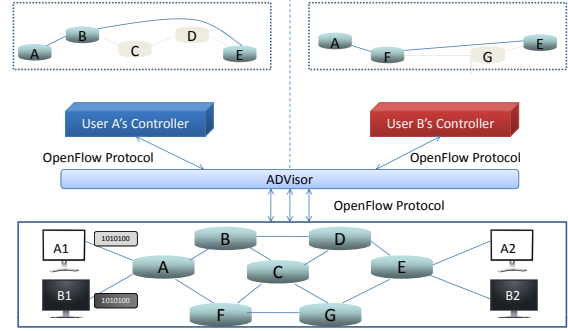 B
D
A
C
E
A
E
F
G
User A's Controller
User B's Controller
OpenFlow Protocol
OpenFlow Protocol
ADVisor
OpenFlow Protocol
A1
1010100
B
D
A2
A
C
E
B1
1010100
B2
F
G